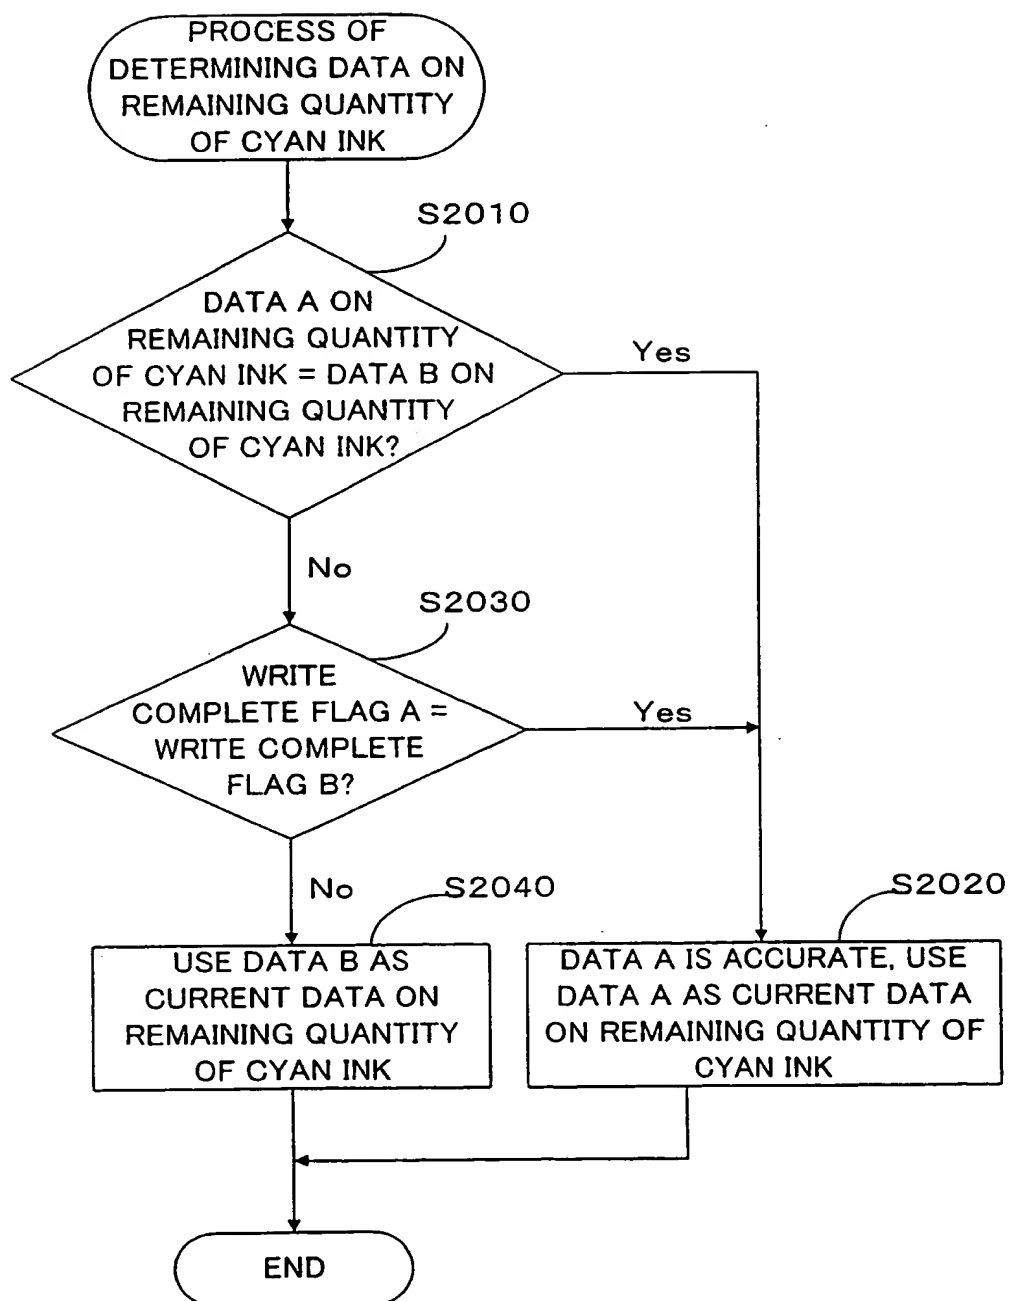 PROCESS OF
DETERMINING DATA ON
REMAINING QUANTITY
OF CYAN INK
S2010
DATA A ON
REMAINING QUANTITY
OF CYAN INK = DATA B ON
REMAINING QUANTITY
OF CYAN INK?
Yes
No
S2030
WRITE
COMPLETE FLAG A =
WRITE COMPLETE
FLAG B?
Yes
No
S2040
S2020
USE DATA B AS
CURRENT DATA ON
REMAINING QUANTITY
OF CYAN INK
DATA A IS ACCURATE, USE
DATA A AS CURRENT DATA
ON REMAINING QUANTITY OF
CYAN INK
END